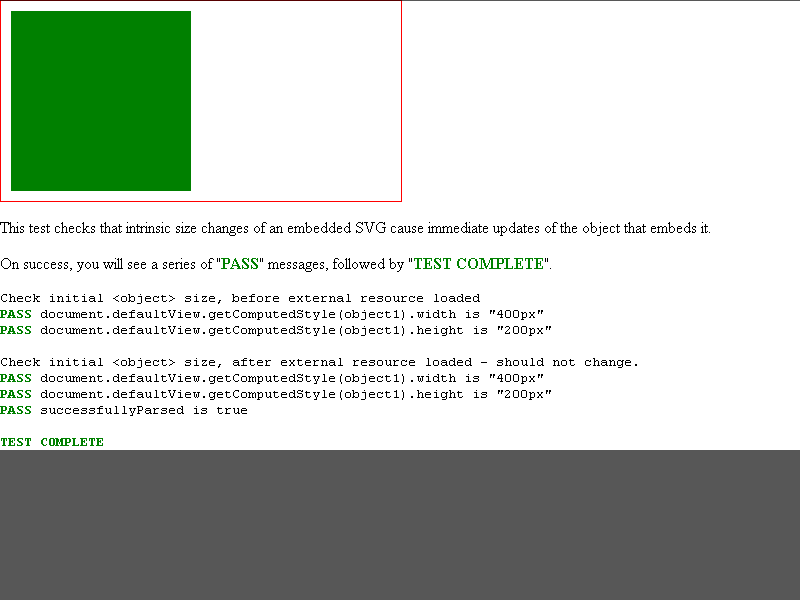 This test checks that intrinsic size changes of an embedded SVG cause immediate updates of the object that embeds it.
On success, you will see a series of "PASS" messages, followed by "TEST COMPLETE".
Check initial <object> size, before external resource loaded
PASS document.defaultView.getComputedStyle(object1).width is "400px"
PASS document.defaultView.getComputedStyle(object1).height is "200px"
Check initial <object> size, after external resource loaded - should not change.
PASS document.defaultView.getComputedStyle(object1).width is "400px"
PASS document.defaultView.getComputedStyle(object1).height is "200px"
PASS successfullyParsed is true
TEST COMPLETE